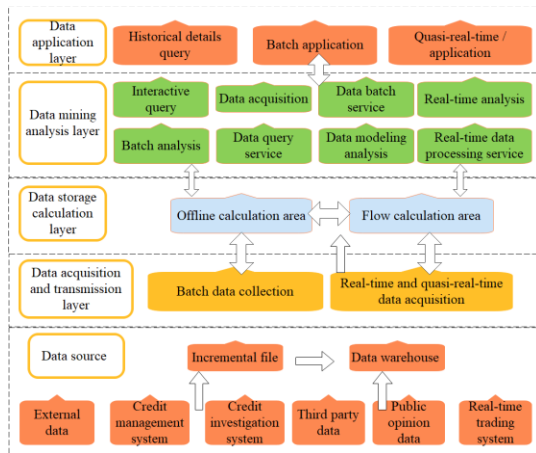 Data
application
layer
Historical details
query
Batch application
Quasi-real-time /
application
Data mining
analysis layer
Interactive
query
Data acquisition
Data batch
service
Real-time analysis
Batch analysis
Data query
service
Data modeling
analysis
Real-time data
processing service
Data storage
calculation
layer
Offline calculation area
Flow calculation area
Data acquisition
and transmission
layer
Batch data collection
Real-time and quasi-real-time
data acquisition
Data source
Incremental file
Data warehouse
External
data
Credit
management
system
Credit
investigation
system
Third party
data
Public
opinion
data
Real-time
trading
system